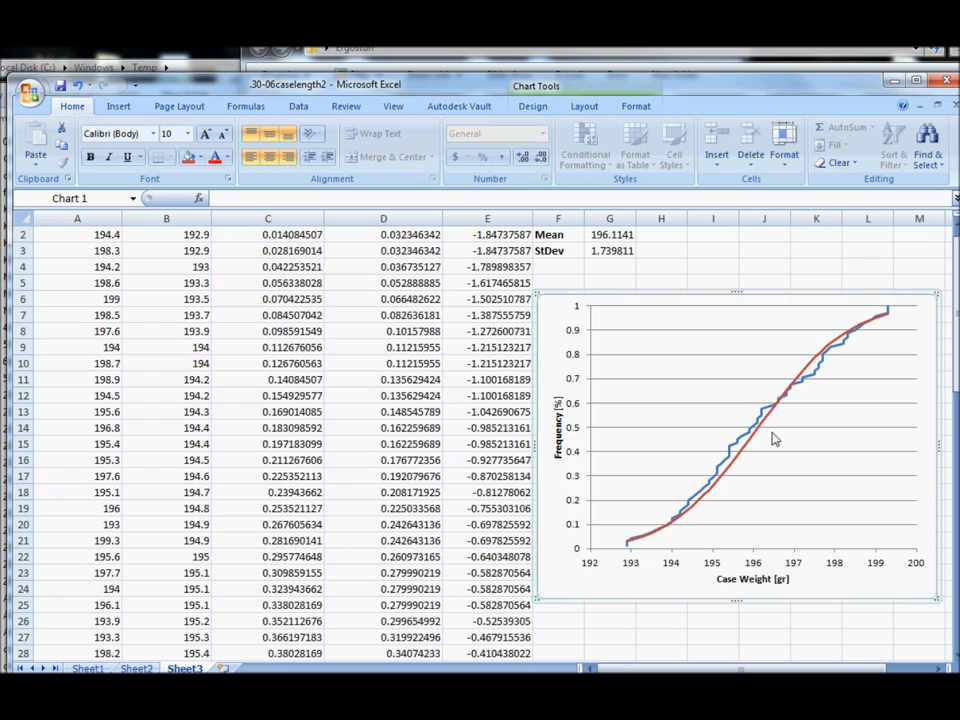 Ergostuff
ocal Disk (C:) ▸ Windows ▸ Temp ▸
.30-06caselength2 - Microsoft Excel Chart Tools
Home Insert Page Layout Formulas Data Review View Autodesk Vault Design Layout Format
Calibri (Body) 10 A A Wrap Text General AutoSum
Paste B I U A Merge & Center $ % , .00 Conditional Formatting Format as Table Cell Styles Insert Delete Format Fill Clear Sort & Filter Find & Select
Clipboard Font Alignment Number Styles Cells Editing
Chart 1 fx
A B C D E F G H I J K L M
2 194.4 192.9 0.014084507 0.032346342 -1.84737587 Mean 196.1141
3 198.3 192.9 0.028169014 0.032346342 -1.84737587 StDev 1.739811
4 194.2 193 0.042253521 0.036735127 -1.789898357
5 198.6 193.3 0.056338028 0.052888885 -1.617465815
6 199 193.5 0.070422535 0.066482622 -1.502510787
7 198.5 193.7 0.084507042 0.082636181 -1.387555759
8 197.6 193.9 0.098591549 0.10157988 -1.272600731
9 194 194 0.112676056 0.11215955 -1.215123217
10 198.7 194 0.126760563 0.11215955 -1.215123217
11 198.9 194.2 0.14084507 0.135629424 -1.100168189
12 194.5 194.2 0.154929577 0.135629424 -1.100168189
13 195.6 194.3 0.169014085 0.148545789 -1.042690675
14 196.8 194.4 0.183098592 0.162259689 -0.985213161
15 195.4 194.4 0.197183099 0.162259689 -0.985213161
16 195.3 194.5 0.211267606 0.176772356 -0.927735647
17 197.6 194.6 0.225352113 0.192079676 -0.870258134
18 195.1 194.7 0.23943662 0.208171925 -0.81278062
19 196 194.8 0.253521127 0.225033568 -0.755303106
20 193 194.9 0.267605634 0.242643136 -0.697825592
21 199.3 194.9 0.281690141 0.242643136 -0.697825592
22 195.6 195 0.295774648 0.260973165 -0.640348078
23 197.7 195.1 0.309859155 0.279990219 -0.582870564
24 194 195.1 0.323943662 0.279990219 -0.582870564
25 196.1 195.1 0.338028169 0.279990219 -0.582870564
26 193.9 195.2 0.352112676 0.299654992 -0.52539305
27 193.3 195.3 0.366197183 0.319922496 -0.467915536
28 198.2 195.4 0.38028169 0.34074233 -0.410438022
1
0.9
0.8
0.7
0.6
0.5
0.4
0.3
0.2
0.1
0
Frequency [%]
192 193 194 195 196 197 198 199 200
Case Weight [gr]
Sheet1 Sheet2 Sheet3